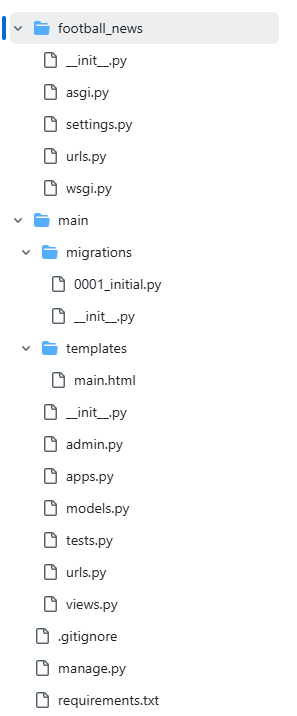 football_news
__init__.py
asgi.py
settings.py
urls.py
wsgi.py
main
migrations
0001_initial.py
__init__.py
templates
main.html
__init__.py
admin.py
apps.py
models.py
tests.py
urls.py
views.py
.gitignore
manage.py
requirements.txt